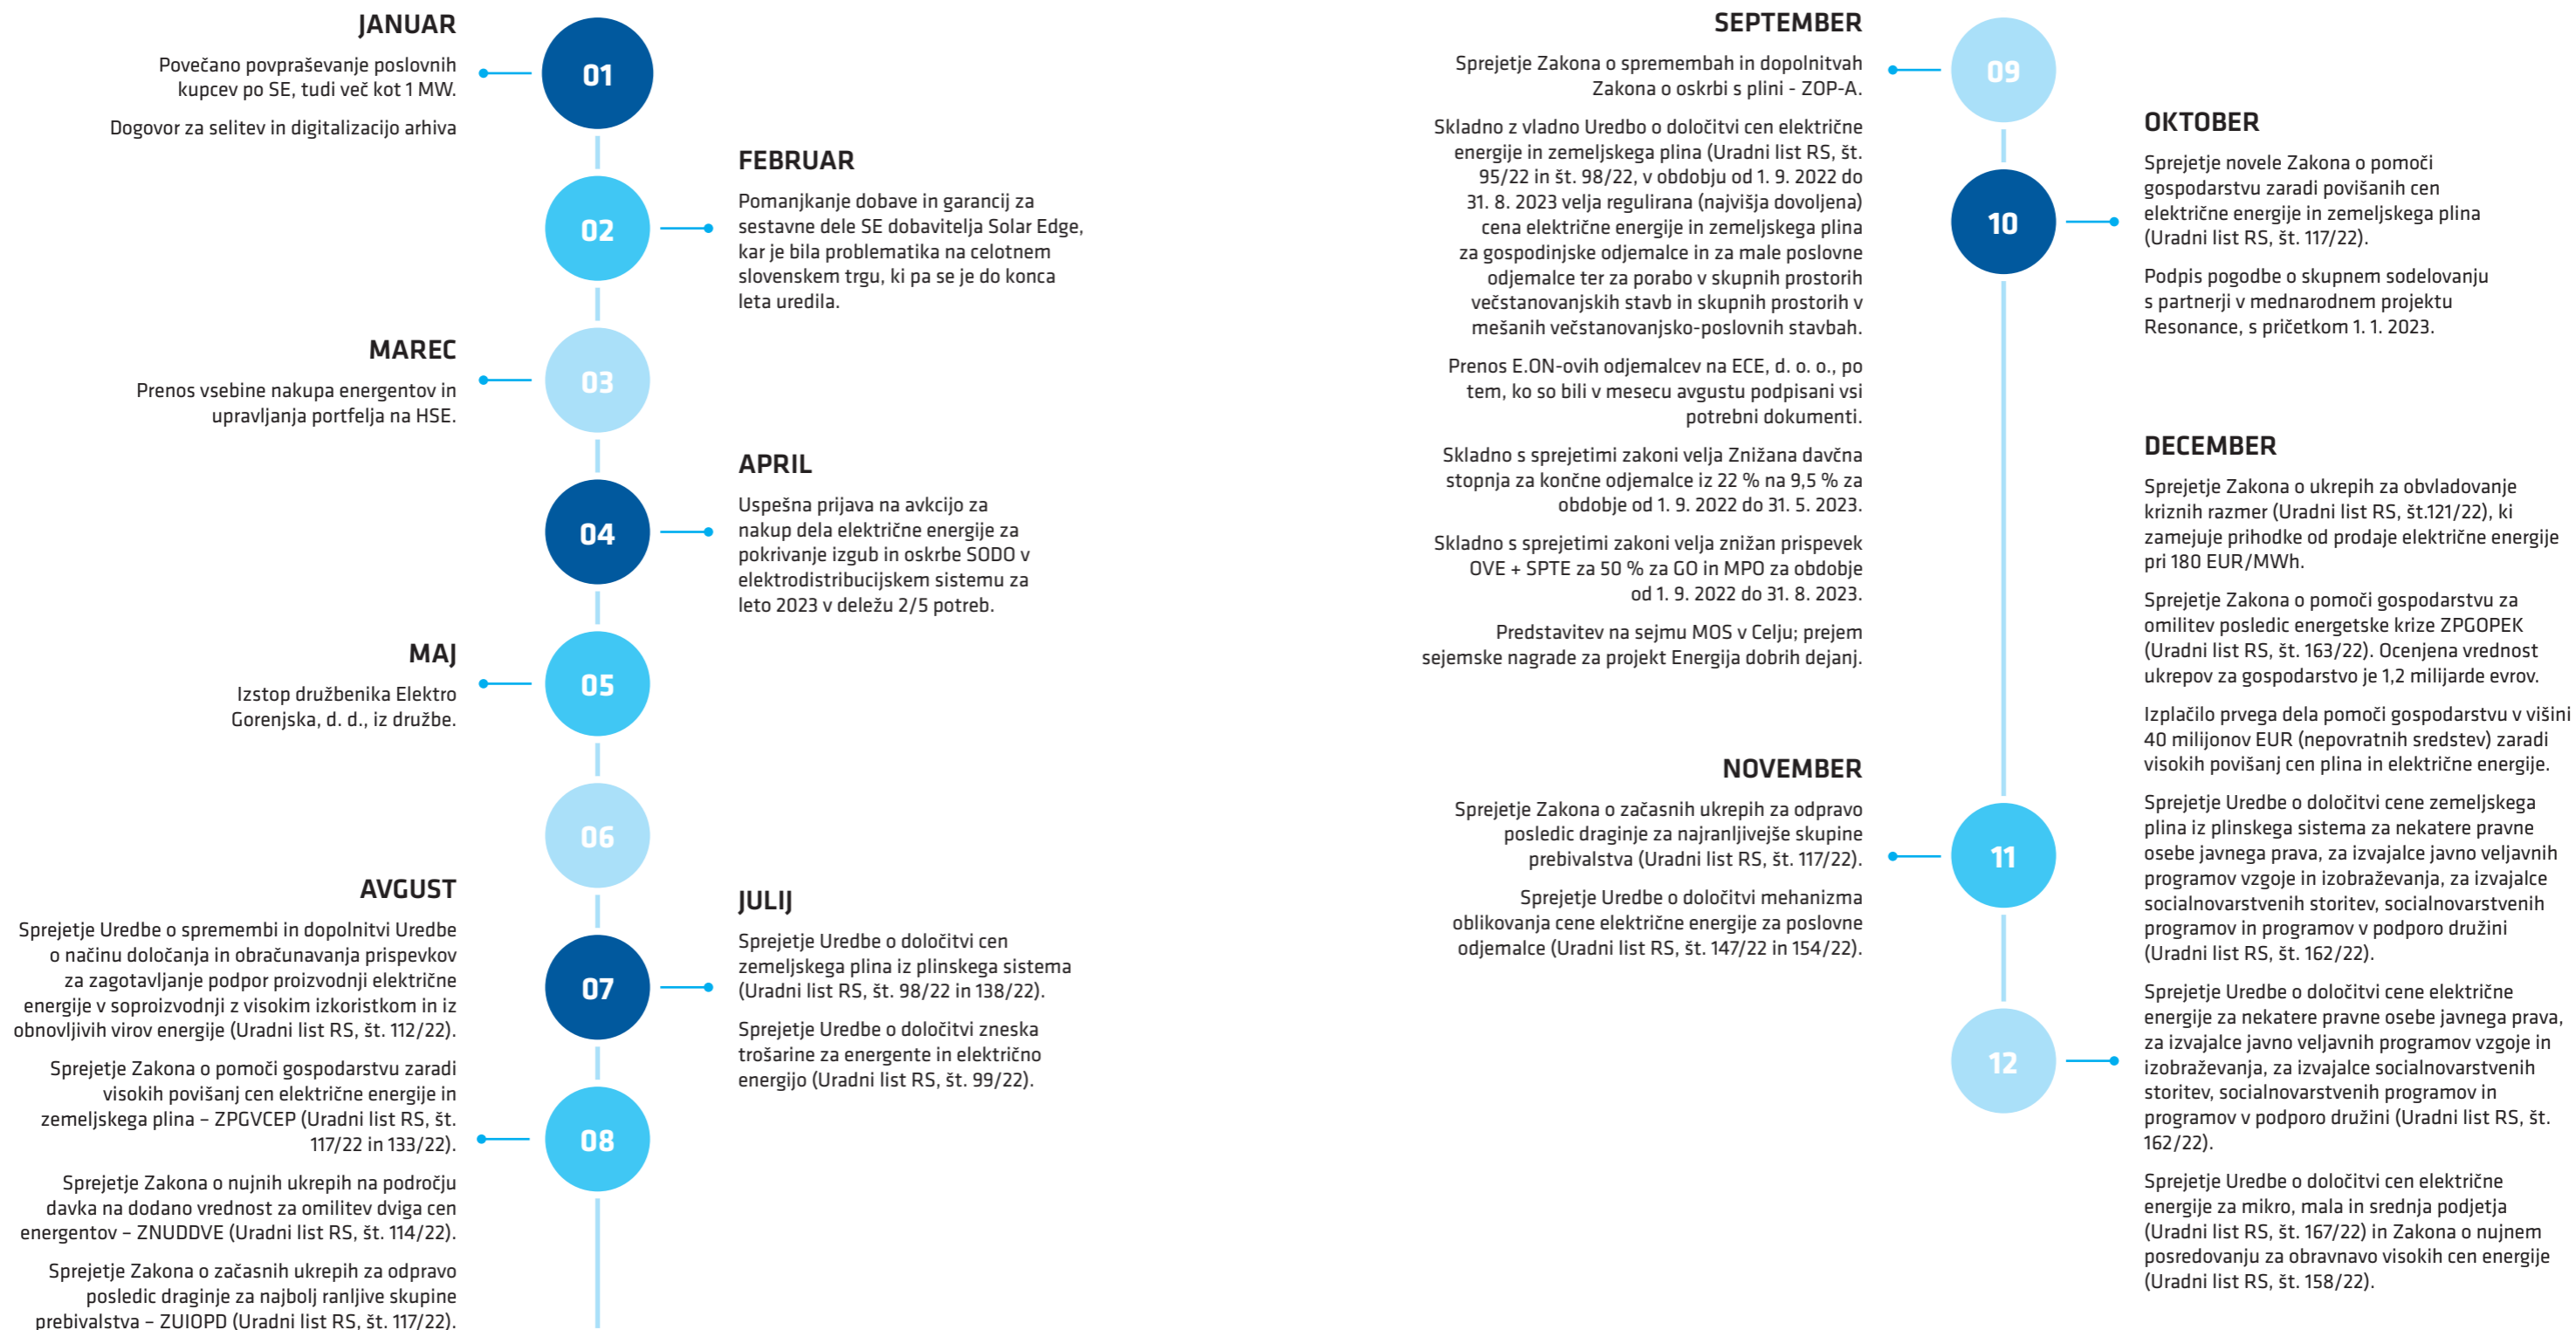 JANUAR
Povečano povpraševanje poslovnih
kupcev po SE, tudi več kot 1 MW.
Dogovor za selitev in digitalizacijo arhiva
01
FEBRUAR
Pomanjkanje dobave in garancij za
sestavne dele SE dobavitelja Solar Edge,
kar je bila problematika na celotnem
slovenskem trgu, ki pa se je do konca
leta uredila.
02
MAREC
Prenos vsebine nakupa energentov in
upravljanja portfelja na HSE.
03
APRIL
Uspešna prijava na avkcijo za
nakup dela električne energije za
pokrivanje izgub in oskrbe SODO v
elektrodistribucijskem sistemu za
leto 2023 v deležu 2/5 potreb.
04
MAJ
Izstop družbenika Elektro
Gorenjska, d. d., iz družbe.
05
06
JULIJ
Sprejetje Uredbe o določitvi cen
zemeljskega plina iz plinskega sistema
(Uradni list RS, št. 98/22 in 138/22).
Sprejetje Uredbe o določitvi zneska
trošarine za energente in električno
energijo (Uradni list RS, št. 99/22).
07
AVGUST
Sprejetje Uredbe o spremembi in dopolnitvi Uredbe
o načinu določanja in obračunavanja prispevkov
za zagotavljanje podpor proizvodnji električne
energije v soproizvodnji z visokim izkoristkom in iz
obnovljivih virov energije (Uradni list RS, št. 112/22).
Sprejetje Zakona o pomoči gospodarstvu zaradi
visokih povišanj cen električne energije in
zemeljskega plina – ZPGVCEP (Uradni list RS, št.
117/22 in 133/22).
Sprejetje Zakona o nujnih ukrepih na področju
davka na dodano vrednost za omilitev dviga cen
energentov – ZNUDDVE (Uradni list RS, št. 114/22).
Sprejetje Zakona o začasnih ukrepih za odpravo
posledic draginje za najbolj ranljive skupine
prebivalstva – ZUIOPD (Uradni list RS, št. 117/22).
08
SEPTEMBER
Sprejetje Zakona o spremembah in dopolnitvah
Zakona o oskrbi s plini - ZOP-A.
Skladno z vladno Uredbo o določitvi cen električne
energije in zemeljskega plina (Uradni list RS, št.
95/22 in št. 98/22, v obdobju od 1. 9. 2022 do
31. 8. 2023 velja regulirana (najvišja dovoljena)
cena električne energije in zemeljskega plina
za gospodinjske odjemalce in za male poslovne
odjemalce ter za porabo v skupnih prostorih
večstanovanjskih stavb in skupnih prostorih v
mešanih večstanovanjsko-poslovnih stavbah.
Prenos E.ON-ovih odjemalcev na ECE, d. o. o., po
tem, ko so bili v mesecu avgustu podpisani vsi
potrebni dokumenti.
Skladno s sprejetimi zakoni velja Znižana davčna
stopnja za končne odjemalce iz 22 % na 9,5 % za
obdobje od 1. 9. 2022 do 31. 5. 2023.
Skladno s sprejetimi zakoni velja znižan prispevek
OVE + SPTE za 50 % za GO in MPO za obdobje
od 1. 9. 2022 do 31. 8. 2023.
Predstavitev na sejmu MOS v Celju; prejem
sejemske nagrade za projekt Energija dobrih dejanj.
09
OKTOBER
Sprejetje novele Zakona o pomoči
gospodarstvu zaradi povišanih cen
električne energije in zemeljskega plina
(Uradni list RS, št. 117/22).
Podpis pogodbe o skupnem sodelovanju
s partnerji v mednarodnem projektu
Resonance, s pričetkom 1. 1. 2023.
10
NOVEMBER
Sprejetje Zakona o začasnih ukrepih za odpravo
posledic draginje za najranljivejše skupine
prebivalstva (Uradni list RS, št. 117/22).
Sprejetje Uredbe o določitvi mehanizma
oblikovanja cene električne energije za poslovne
odjemalce (Uradni list RS, št. 147/22 in 154/22).
11
DECEMBER
Sprejetje Zakona o ukrepih za obvladovanje
kriznih razmer (Uradni list RS, št.121/22), ki
zamejuje prihodke od prodaje električne energije
pri 180 EUR/MWh.
Sprejetje Zakona o pomoči gospodarstvu za
omilitev posledic energetske krize ZPGOPEK
(Uradni list RS, št. 163/22). Ocenjena vrednost
ukrepov za gospodarstvo je 1,2 milijarde evrov.
Izplačilo prvega dela pomoči gospodarstvu v višini
40 milijonov EUR (nepovratnih sredstev) zaradi
visokih povišanj cen plina in električne energije.
Sprejetje Uredbe o določitvi cene zemeljskega
plina iz plinskega sistema za nekatere pravne
osebe javnega prava, za izvajalce javno veljavnih
programov vzgoje in izobraževanja, za izvajalce
socialnovarstvenih storitev, socialnovarstvenih
programov in programov v podporo družini
(Uradni list RS, št. 162/22).
Sprejetje Uredbe o določitvi cene električne
energije za nekatere pravne osebe javnega prava,
za izvajalce javno veljavnih programov vzgoje in
izobraževanja, za izvajalce socialnovarstvenih
storitev, socialnovarstvenih programov in
programov v podporo družini (Uradni list RS, št.
162/22).
Sprejetje Uredbe o določitvi cen električne
energije za mikro, mala in srednja podjetja
(Uradni list RS, št. 167/22) in Zakona o nujnem
posredovanju za obravnavo visokih cen energije
(Uradni list RS, št. 158/22).
12